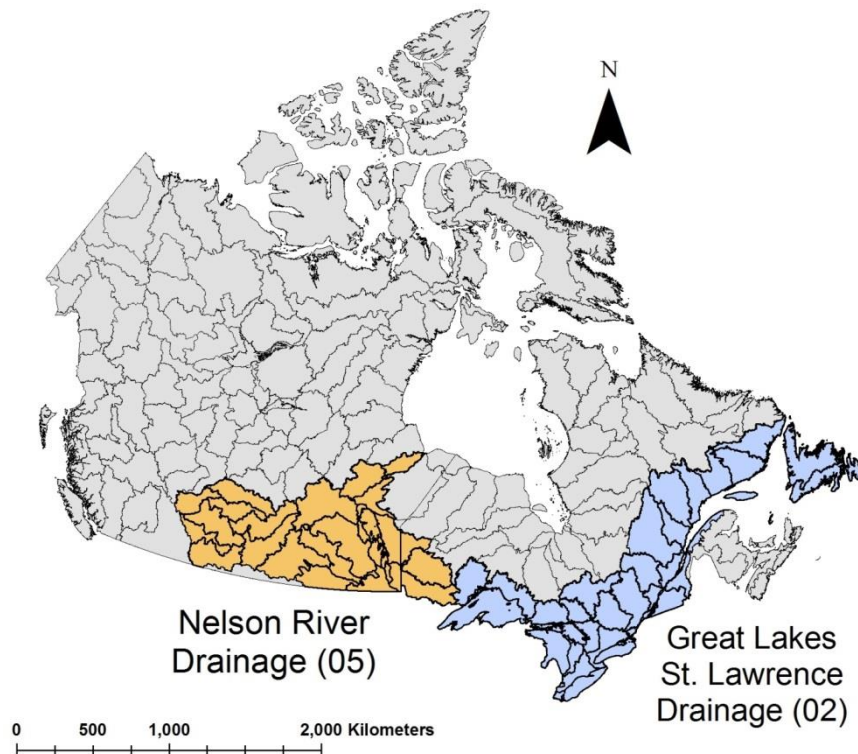 N
Nelson River
Drainage (05)
Great Lakes
St. Lawrence
Drainage (02)
0 500 1,000 2,000 Kilometers